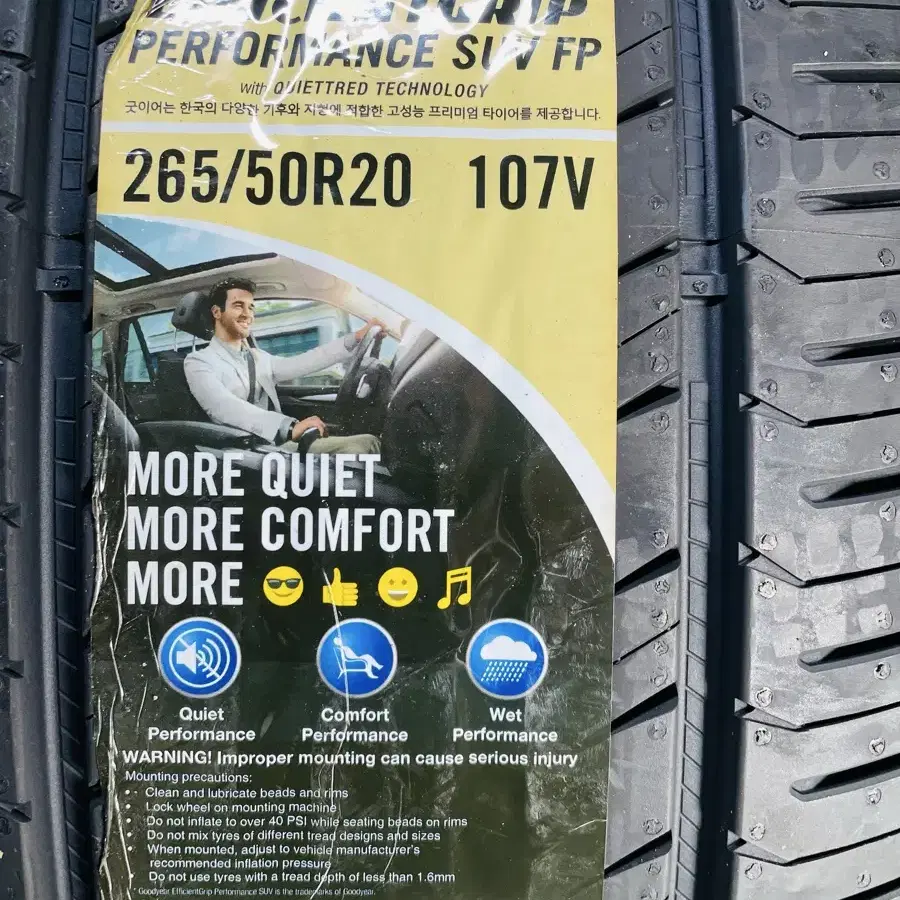 PERFORMANCE SUV FP
with QUIETTRED TECHNOLOGY
굿이어는 한국의 다양한 기후와 지형에 적합한 고성능 프리미엄 타이어를 제공합니다.
265/50R20 107V
MORE QUIET
MORE COMFORT
MORE
Quiet Performance
Comfort Performance
Wet Performance
WARNING! Improper mounting can cause serious injury
Mounting precautions:
• Clean and lubricate beads and rims
• Lock wheel on mounting machine
• Do not inflate to over 40 PSI while seating beads on rims
• Do not mix tyres of different tread designs and sizes
• When mounted, adjust to vehicle manufacturer's
recommended inflation pressure
• Do not use tyres with a tread depth of less than 1.6mm
* Goodyear EfficientGrip Performance SUV is the trademarks of Goodyear.